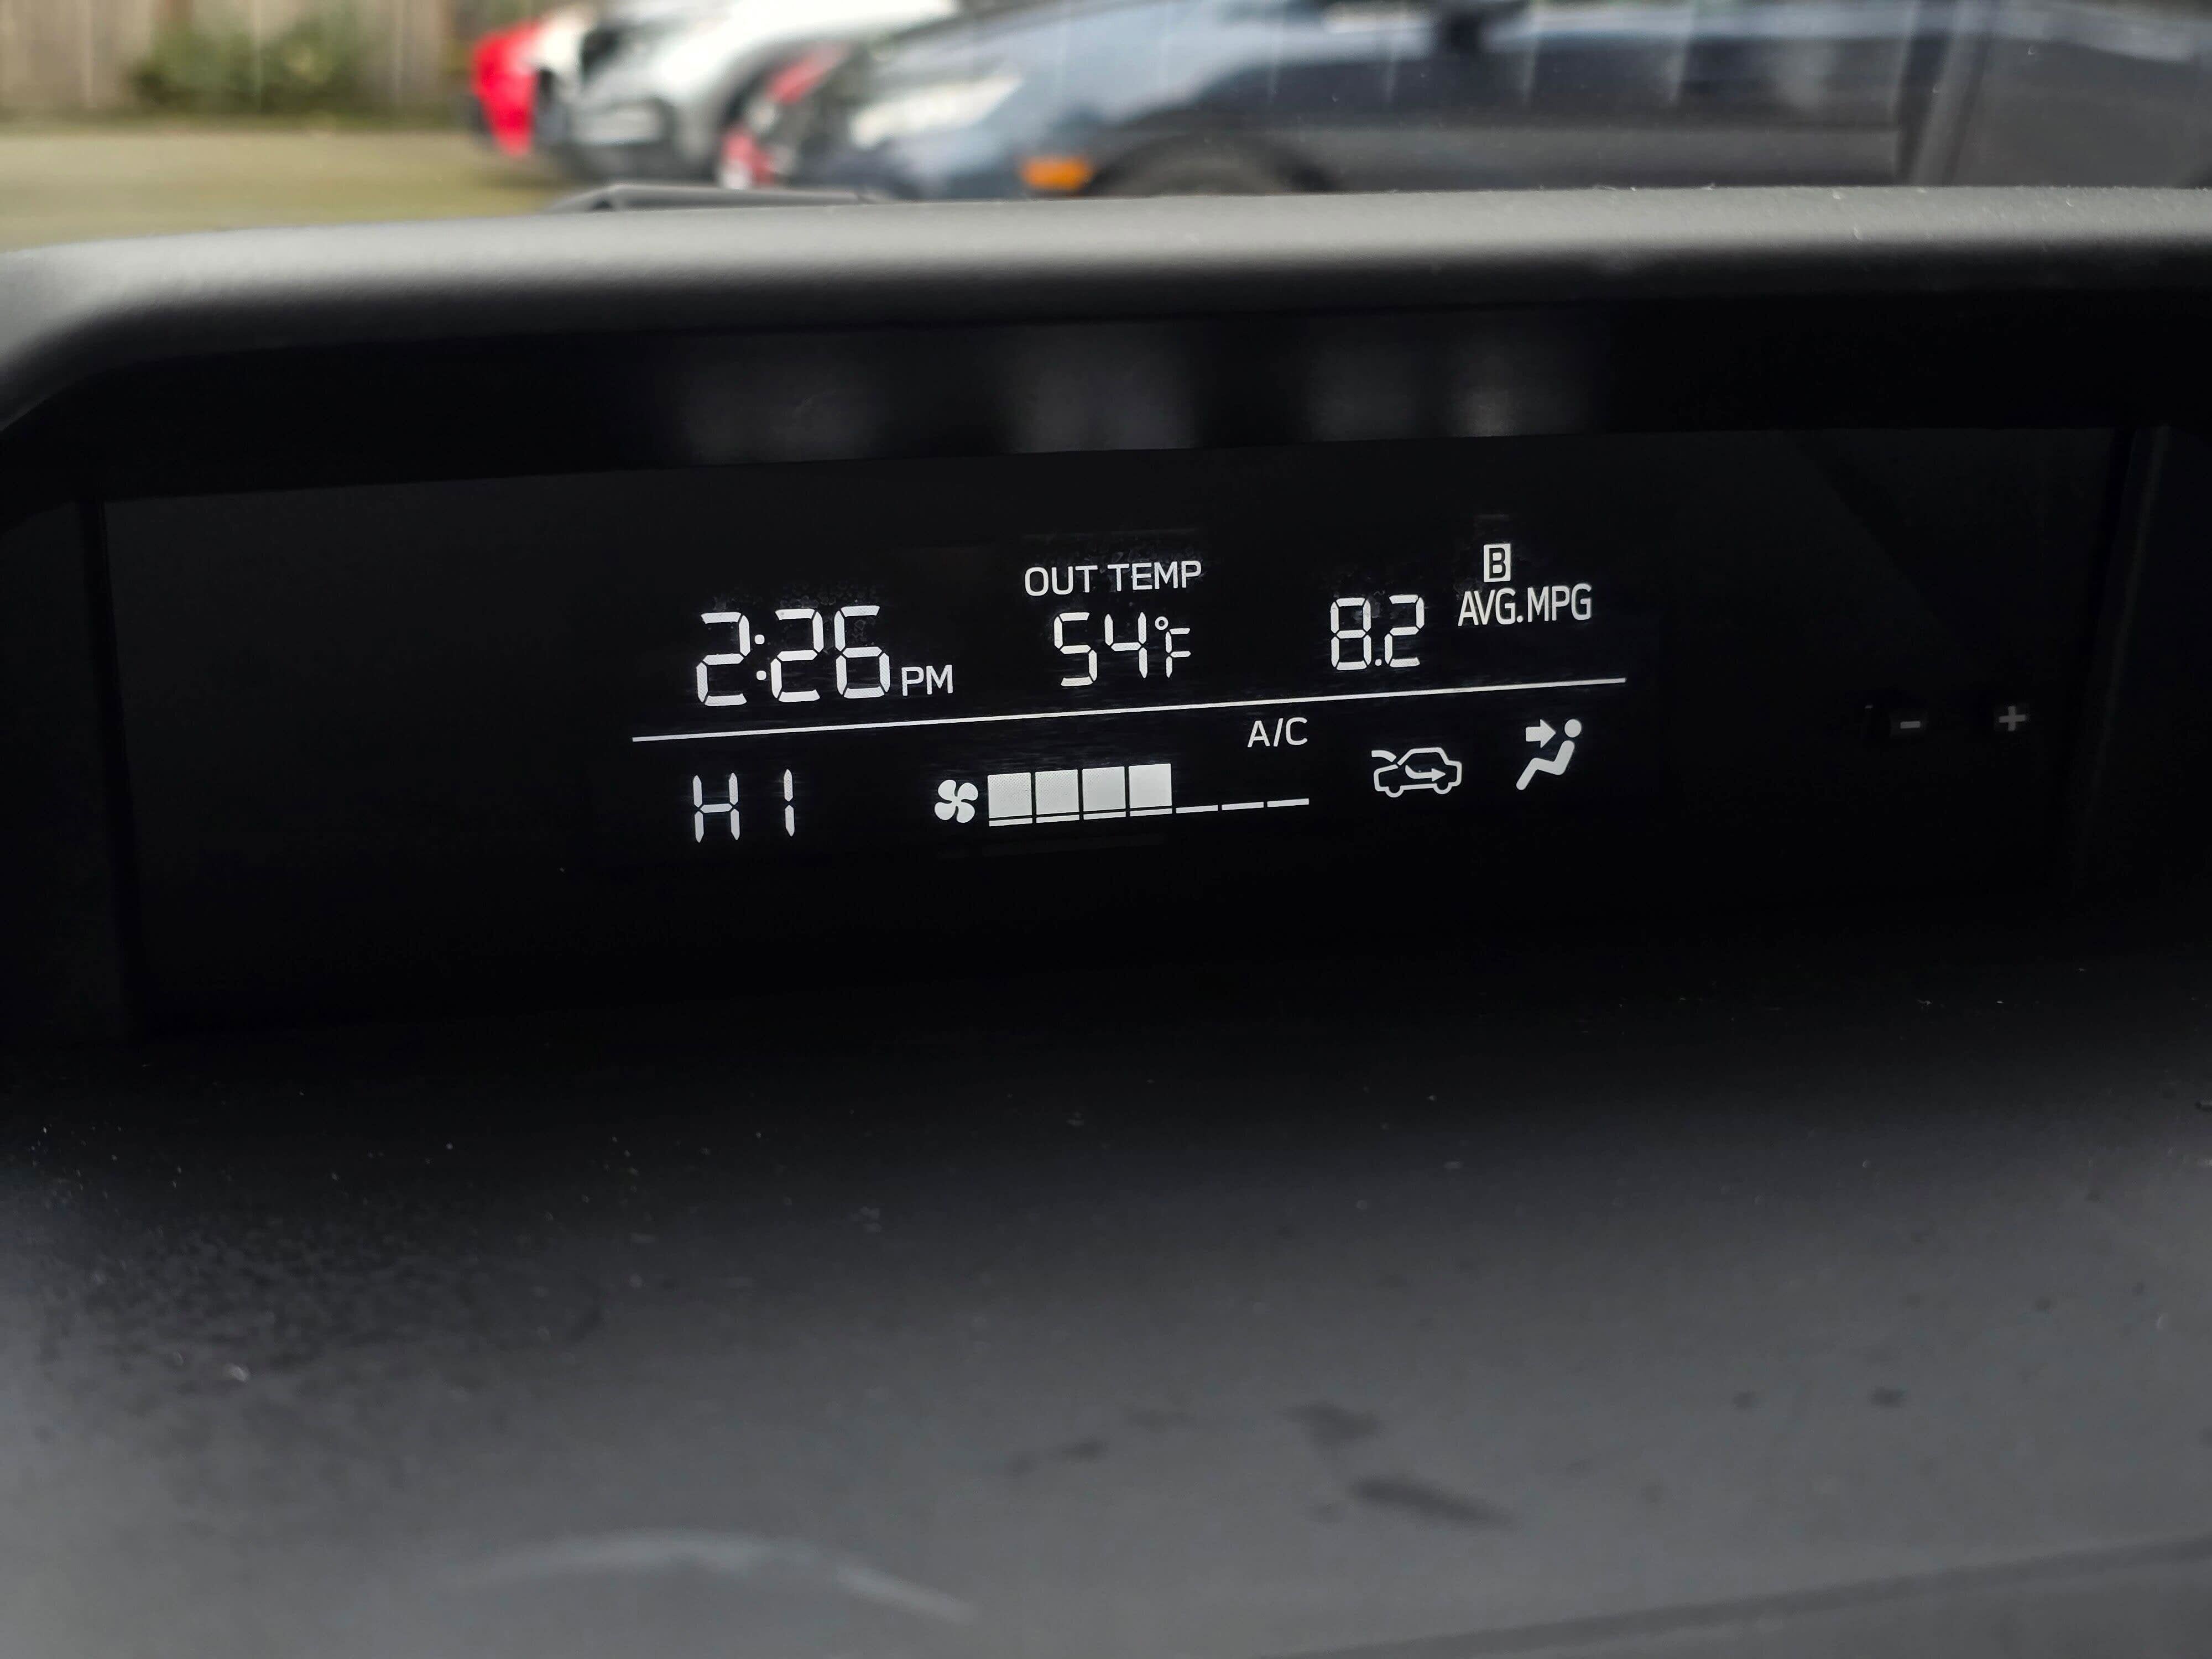 OUT TEMP
B
2:26 PM 54°F 8.2 AVG.MPG
A/C
HI
- +